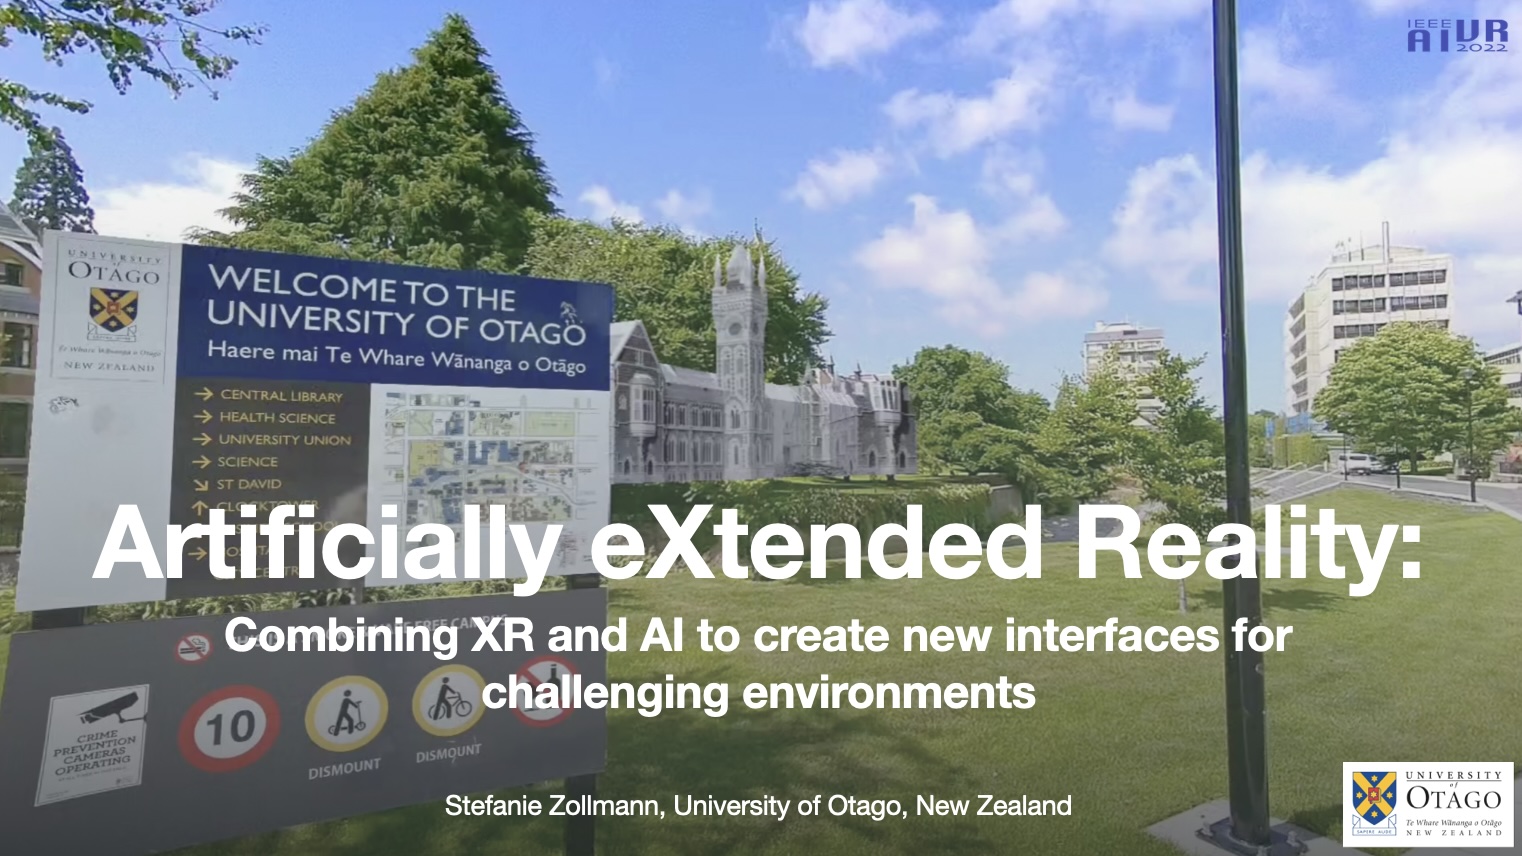 IEEE
AIVR
2022
UNIVERSITY
of
OTAGO
Te Whare Wānanga o Otāgo
NEW ZEALAND
WELCOME TO THE
UNIVERSITY OF OTAGO
Haere mai Te Whare Wānanga o Otāgo
→ CENTRAL LIBRARY
→ HEALTH SCIENCE
→ UNIVERSITY UNION
→ SCIENCE
↘ ST DAVID
↑ CLOCKTOWER
Artificially eXtended Reality:
Combining XR and AI to create new interfaces for
challenging environments
CRIME
PREVENTION
CAMERAS
OPERATING
10
DISMOUNT
DISMOUNT
Stefanie Zollmann, University of Otago, New Zealand
UNIVERSITY
of
OTAGO
Te Whare Wānanga o Otāgo
NEW ZEALAND
SAPERE AUDE